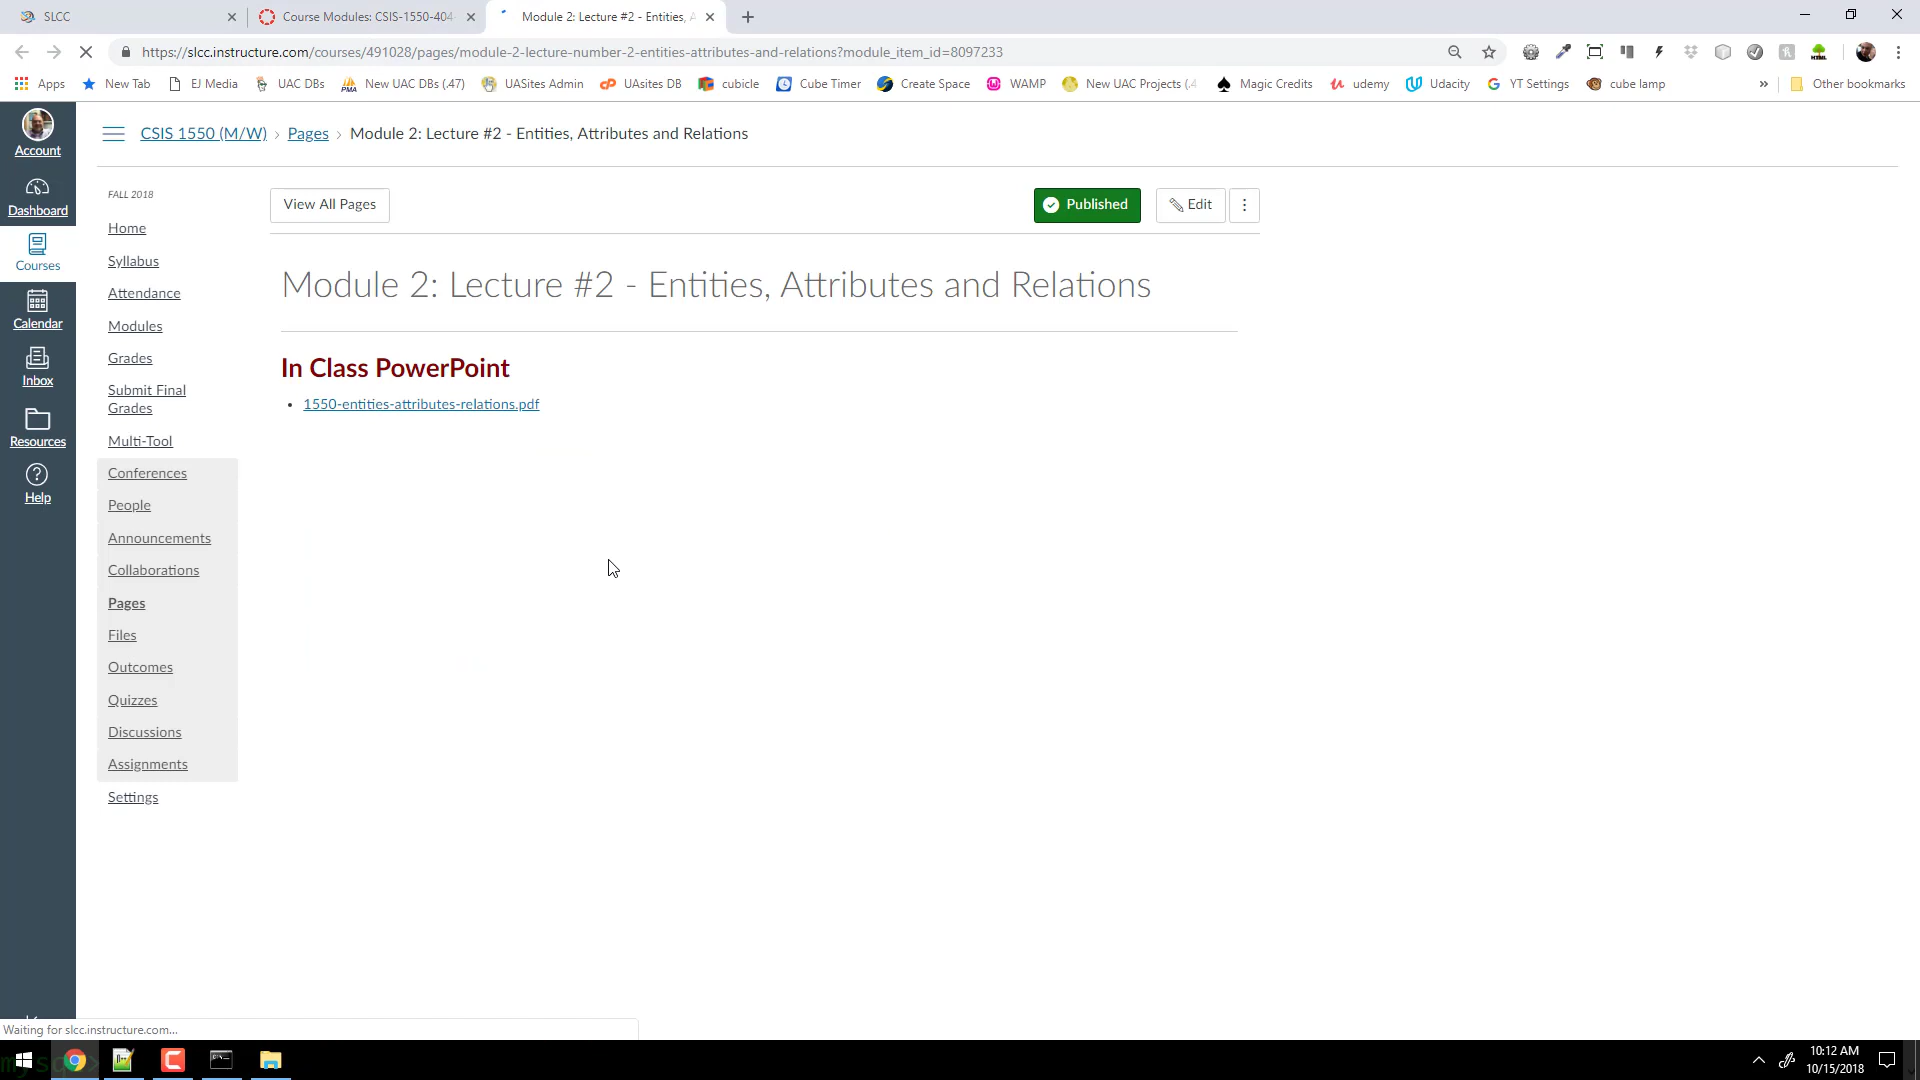 SLCC
Course Modules: CSIS-1550-404
Module 2: Lecture #2 - Entities, A
https://slcc.instructure.com/courses/491028/pages/module-2-lecture-number-2-entities-attributes-and-relations?module_item_id=8097233
Apps New Tab EJ Media UAC DBs New UAC DBs (.47) UASites Admin UAsites DB cubicle Cube Timer Create Space WAMP New UAC Projects (.4 Magic Credits udemy Udacity YT Settings cube lamp » Other bookmarks
CSIS 1550 (M/W) › Pages › Module 2: Lecture #2 - Entities, Attributes and Relations
Account
Dashboard
Courses
Calendar
Inbox
Resources
Help
FALL 2018
Home
Syllabus
Attendance
Modules
Grades
Submit Final
Grades
Multi-Tool
Conferences
People
Announcements
Collaborations
Pages
Files
Outcomes
Quizzes
Discussions
Assignments
Settings
View All Pages
Published
Edit
Module 2: Lecture #2 - Entities, Attributes and Relations
In Class PowerPoint
• 1550-entities-attributes-relations.pdf
Waiting for slcc.instructure.com...
10:12 AM
10/15/2018